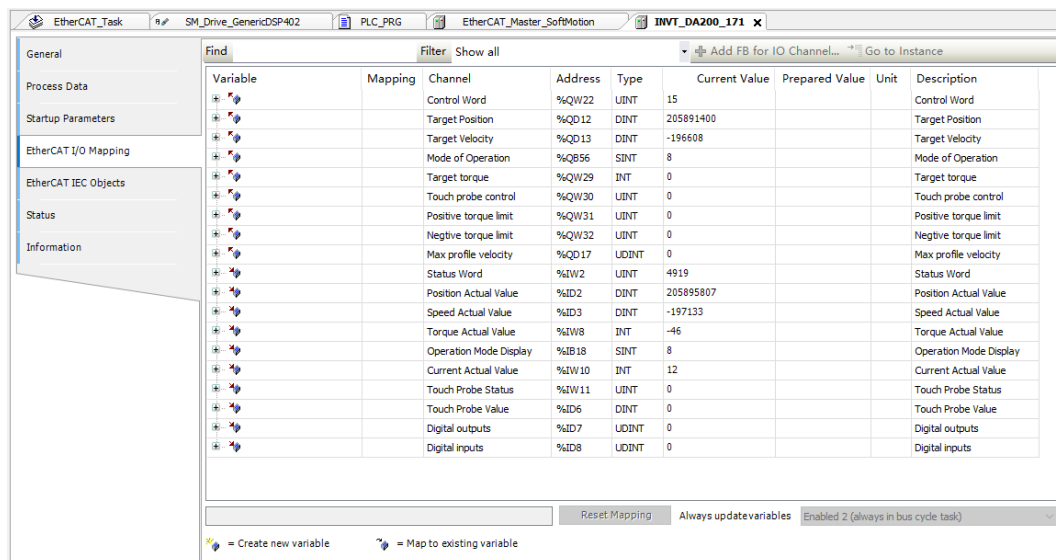 EtherCAT_Task SM_Drive_GenericDSP402 PLC_PRG EtherCAT_Master_SoftMotion INVT_DA200_171 x
General
Process Data
Startup Parameters
EtherCAT I/O Mapping
EtherCAT IEC Objects
Status
Information
Find Filter Show all Add FB for IO Channel... Go to Instance
Variable Mapping Channel Address Type Current Value Prepared Value Unit Description
Control Word %QW22 UINT 15 Control Word
Target Position %QD12 DINT 205891400 Target Position
Target Velocity %QD13 DINT -196608 Target Velocity
Mode of Operation %QB56 SINT 8 Mode of Operation
Target torque %QW29 INT 0 Target torque
Touch probe control %QW30 UINT 0 Touch probe control
Positive torque limit %QW31 UINT 0 Positive torque limit
Negtive torque limit %QW32 UINT 0 Negtive torque limit
Max profile velocity %QD17 UDINT 0 Max profile velocity
Status Word %IW2 UINT 4919 Status Word
Position Actual Value %ID2 DINT 205895807 Position Actual Value
Speed Actual Value %ID3 DINT -197133 Speed Actual Value
Torque Actual Value %IW8 INT -46 Torque Actual Value
Operation Mode Display %IB18 SINT 8 Operation Mode Display
Current Actual Value %IW10 INT 12 Current Actual Value
Touch Probe Status %IW11 UINT 0 Touch Probe Status
Touch Probe Value %ID6 DINT 0 Touch Probe Value
Digital outputs %ID7 UDINT 0 Digital outputs
Digital inputs %ID8 UDINT 0 Digital inputs
Reset Mapping Always update variables Enabled 2 (always in bus cycle task)
= Create new variable = Map to existing variable